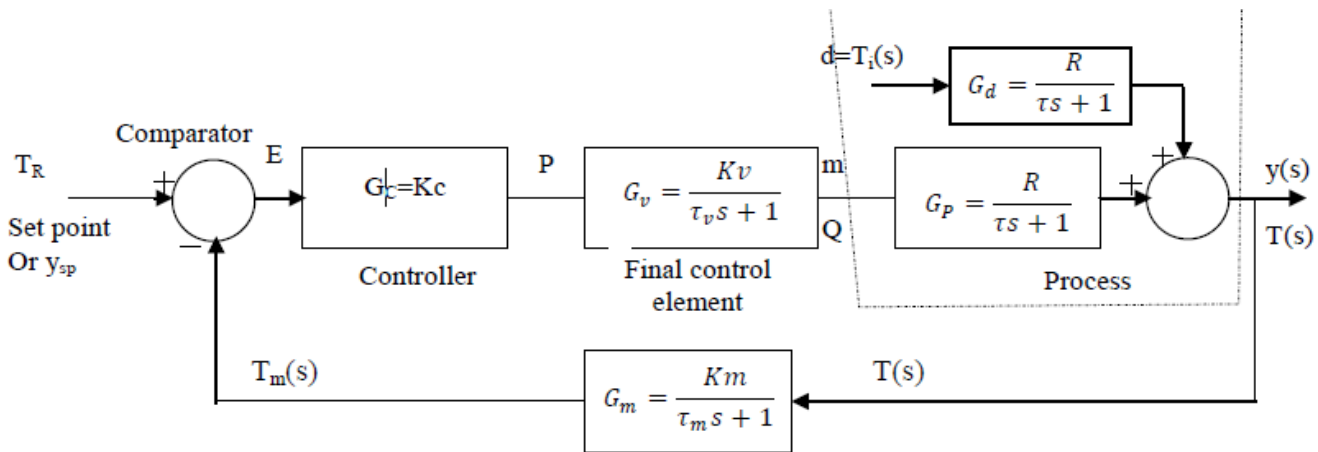 d=Tᵢ(s)
G_d = R / (τs + 1)
Comparator
T_R
+
E
G_c=Kc
P
G_v = Kv / (τ_v s + 1)
m
Q
G_P = R / (τs + 1)
+
+
y(s)
T(s)
Set point
Or y_sp
−
Controller
Final control
element
Process
T_m(s)
G_m = Km / (τ_m s + 1)
T(s)